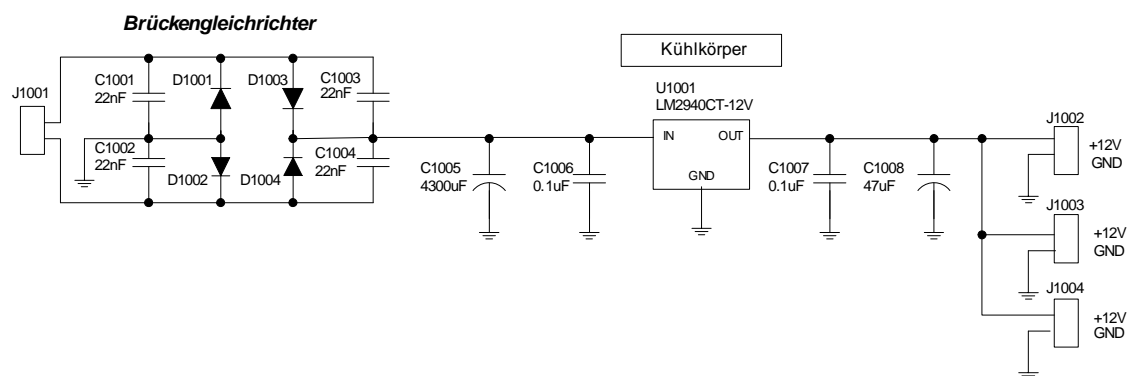 Brückengleichrichter
Kühlkörper
J1001
C1001
22nF
D1001
D1003
C1003
22nF
C1002
22nF
D1002
D1004
C1004
22nF
C1005
4300uF
C1006
0.1uF
U1001
LM2940CT-12V
IN
OUT
GND
C1007
0.1uF
C1008
47uF
J1002
+12V
GND
J1003
+12V
GND
J1004
+12V
GND